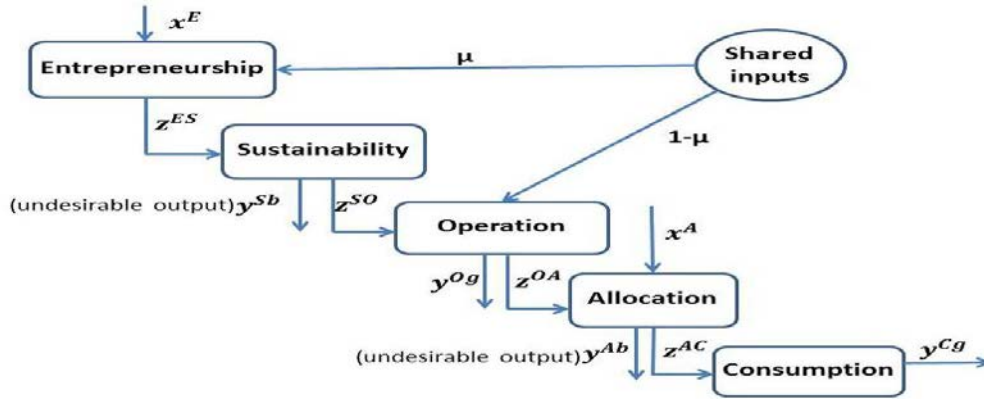 x^E
Entrepreneurship
μ
Shared
inputs
z^{ES}
1-μ
Sustainability
(undesirable output) y^{Sb}
z^{SO}
x^A
Operation
y^{Og}
z^{OA}
Allocation
(undesirable output) y^{Ab}
z^{AC}
y^{Cg}
Consumption